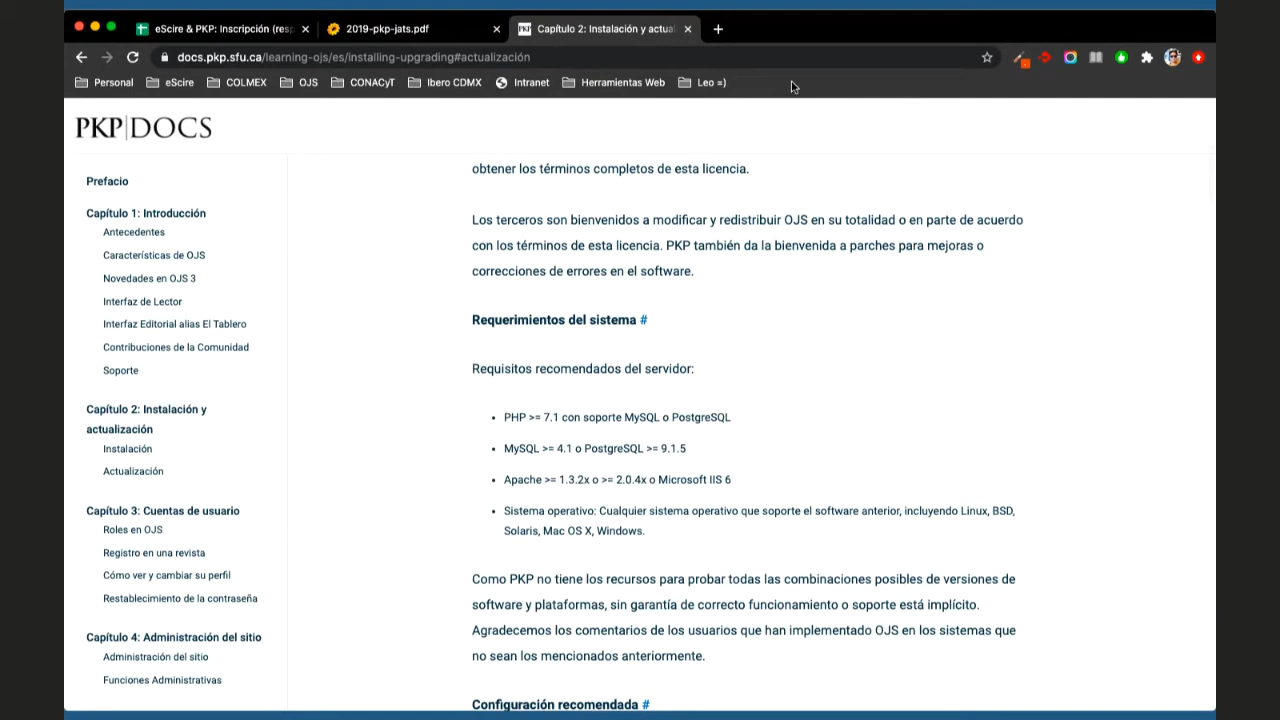 eScire & PKP: Inscripción (resp
2019-pkp-jats.pdf
PKP
Capítulo 2: Instalación y actua
docs.pkp.sfu.ca/learning-ojs/es/installing-upgrading#actualización
Personal
eScire
COLMEX
OJS
CONACyT
Ibero CDMX
Intranet
Herramientas Web
Leo =)
PKP|DOCS
Prefacio
Capítulo 1: Introducción
Antecedentes
Características de OJS
Novedades en OJS 3
Interfaz de Lector
Interfaz Editorial alias El Tablero
Contribuciones de la Comunidad
Soporte
Capítulo 2: Instalación y
actualización
Instalación
Actualización
Capítulo 3: Cuentas de usuario
Roles en OJS
Registro en una revista
Cómo ver y cambiar su perfil
Restablecimiento de la contraseña
Capítulo 4: Administración del sitio
Administración del sitio
Funciones Administrativas
obtener los términos completos de esta licencia.
Los terceros son bienvenidos a modificar y redistribuir OJS en su totalidad o en parte de acuerdo
con los términos de esta licencia. PKP también da la bienvenida a parches para mejoras o
correcciones de errores en el software.
Requerimientos del sistema #
Requisitos recomendados del servidor:
• PHP >= 7.1 con soporte MySQL o PostgreSQL
• MySQL >= 4.1 o PostgreSQL >= 9.1.5
• Apache >= 1.3.2x o >= 2.0.4x o Microsoft IIS 6
• Sistema operativo: Cualquier sistema operativo que soporte el software anterior, incluyendo Linux, BSD,
Solaris, Mac OS X, Windows.
Como PKP no tiene los recursos para probar todas las combinaciones posibles de versiones de
software y plataformas, sin garantía de correcto funcionamiento o soporte está implícito.
Agradecemos los comentarios de los usuarios que han implementado OJS en los sistemas que
no sean los mencionados anteriormente.
Configuración recomendada #